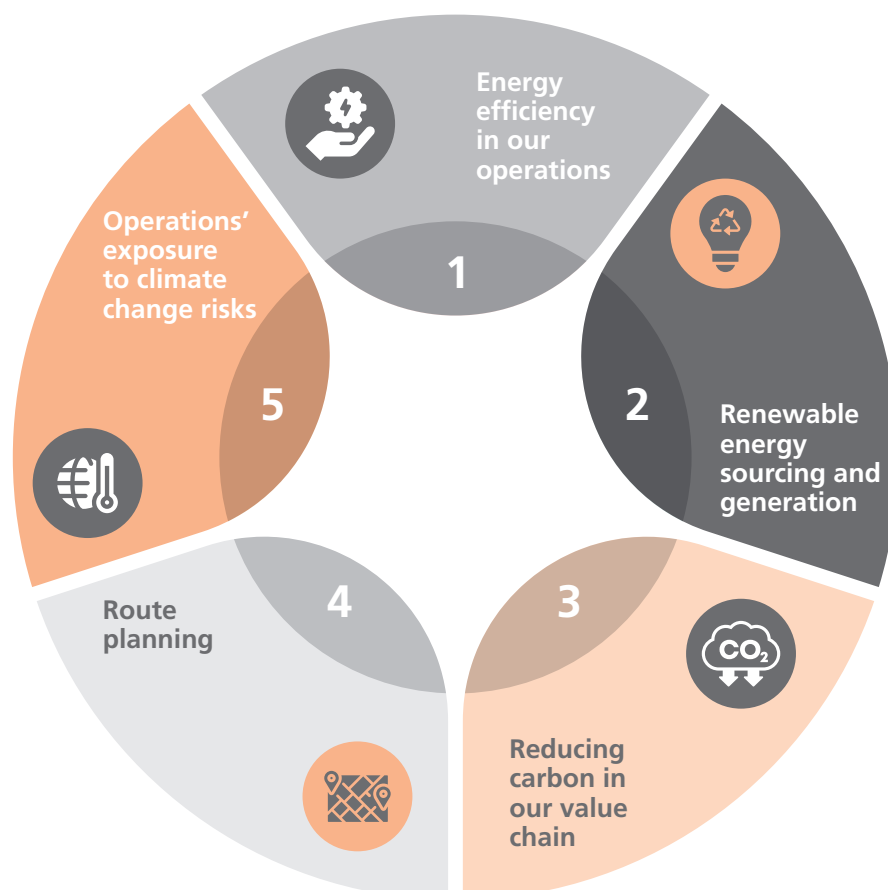 Energy
efficiency
in our
operations
1
2
Renewable
energy
sourcing and
generation
3
CO₂
Reducing
carbon in
our value
chain
4
Route
planning
5
Operations’
exposure
to climate
change risks